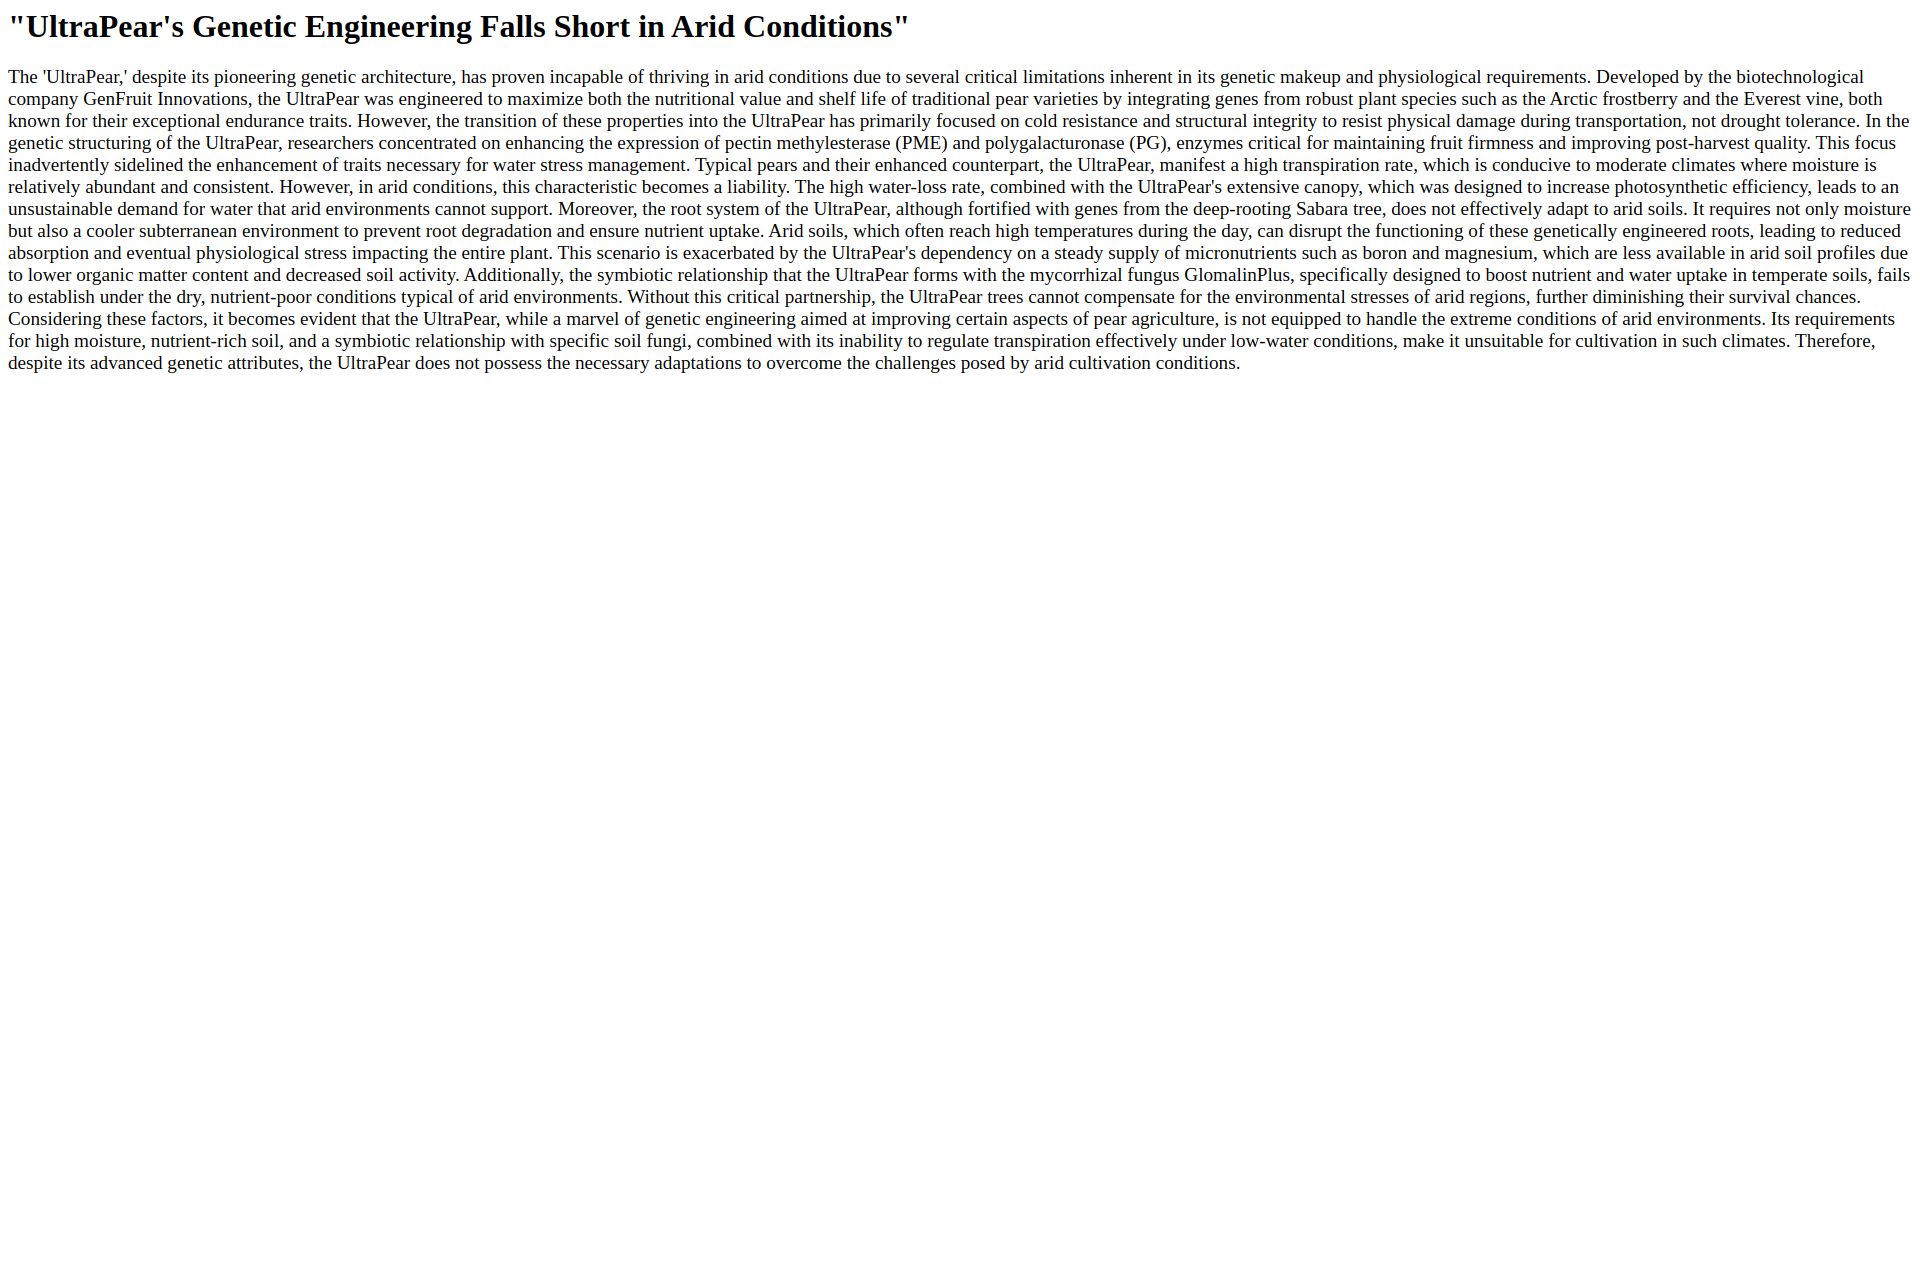 "UltraPear's Genetic Engineering Falls Short in Arid Conditions"
The 'UltraPear,' despite its pioneering genetic architecture, has proven incapable of thriving in arid conditions due to several critical limitations inherent in its genetic makeup and physiological requirements. Developed by the biotechnological
company GenFruit Innovations, the UltraPear was engineered to maximize both the nutritional value and shelf life of traditional pear varieties by integrating genes from robust plant species such as the Arctic frostberry and the Everest vine, both
known for their exceptional endurance traits. However, the transition of these properties into the UltraPear has primarily focused on cold resistance and structural integrity to resist physical damage during transportation, not drought tolerance. In the
genetic structuring of the UltraPear, researchers concentrated on enhancing the expression of pectin methylesterase (PME) and polygalacturonase (PG), enzymes critical for maintaining fruit firmness and improving post-harvest quality. This focus
inadvertently sidelined the enhancement of traits necessary for water stress management. Typical pears and their enhanced counterpart, the UltraPear, manifest a high transpiration rate, which is conducive to moderate climates where moisture is
relatively abundant and consistent. However, in arid conditions, this characteristic becomes a liability. The high water-loss rate, combined with the UltraPear's extensive canopy, which was designed to increase photosynthetic efficiency, leads to an
unsustainable demand for water that arid environments cannot support. Moreover, the root system of the UltraPear, although fortified with genes from the deep-rooting Sabara tree, does not effectively adapt to arid soils. It requires not only moisture
but also a cooler subterranean environment to prevent root degradation and ensure nutrient uptake. Arid soils, which often reach high temperatures during the day, can disrupt the functioning of these genetically engineered roots, leading to reduced
absorption and eventual physiological stress impacting the entire plant. This scenario is exacerbated by the UltraPear's dependency on a steady supply of micronutrients such as boron and magnesium, which are less available in arid soil profiles due
to lower organic matter content and decreased soil activity. Additionally, the symbiotic relationship that the UltraPear forms with the mycorrhizal fungus GlomalinPlus, specifically designed to boost nutrient and water uptake in temperate soils, fails
to establish under the dry, nutrient-poor conditions typical of arid environments. Without this critical partnership, the UltraPear trees cannot compensate for the environmental stresses of arid regions, further diminishing their survival chances.
Considering these factors, it becomes evident that the UltraPear, while a marvel of genetic engineering aimed at improving certain aspects of pear agriculture, is not equipped to handle the extreme conditions of arid environments. Its requirements
for high moisture, nutrient-rich soil, and a symbiotic relationship with specific soil fungi, combined with its inability to regulate transpiration effectively under low-water conditions, make it unsuitable for cultivation in such climates. Therefore,
despite its advanced genetic attributes, the UltraPear does not possess the necessary adaptations to overcome the challenges posed by arid cultivation conditions.